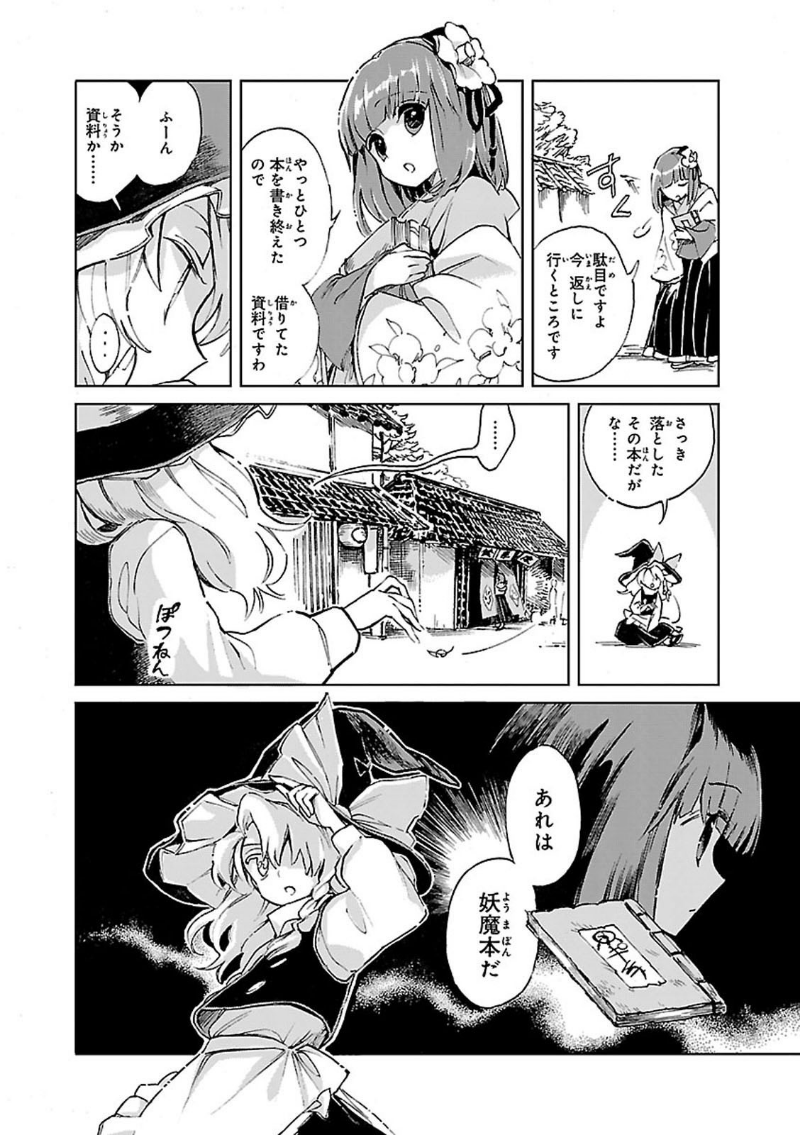 すくっ
駄目ですよ
今返しに
行くところです
やっとひとつ
本を書き終えた
ので
借りてた
資料ですわ
ふーん
そうか
資料か……
…
さっき
落とした
その本だが
な……
……
ぽつねん
あれは
妖魔本だ